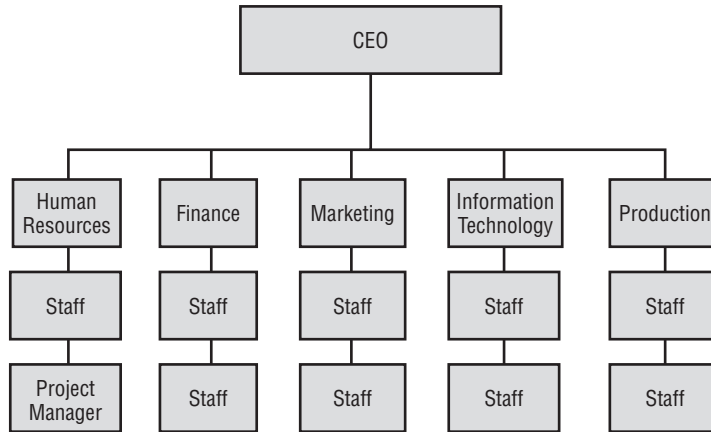 CEO
Human
Resources
Finance
Marketing
Information
Technology
Production
Staff
Staff
Staff
Staff
Staff
Project
Manager
Staff
Staff
Staff
Staff